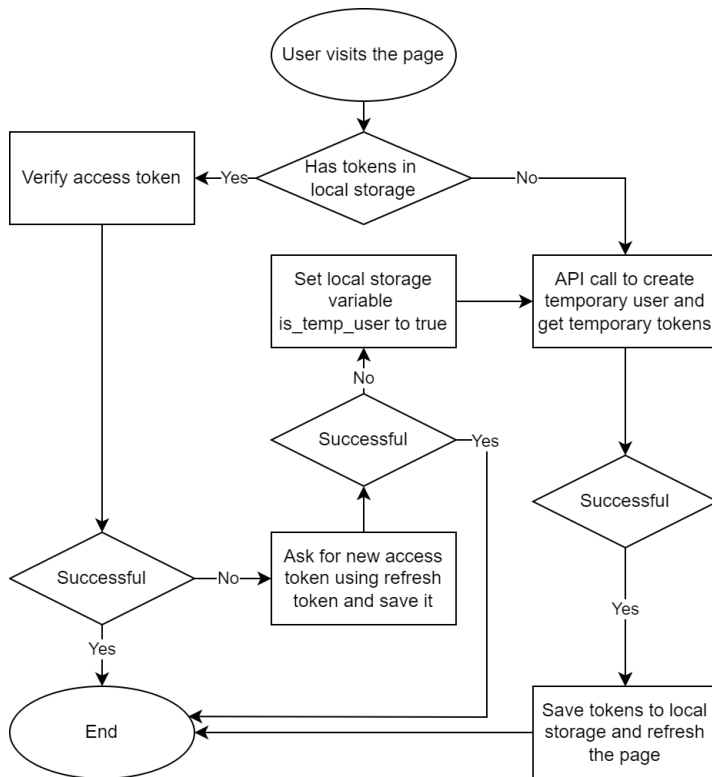 User visits the page
Has tokens in
local storage
Yes
No
Verify access token
Set local storage
variable
is_temp_user to true
API call to create
temporary user and
get temporary tokens
No
Successful
Yes
Successful
Successful
No
Ask for new access
token using refresh
token and save it
Yes
Yes
End
Save tokens to local
storage and refresh
the page